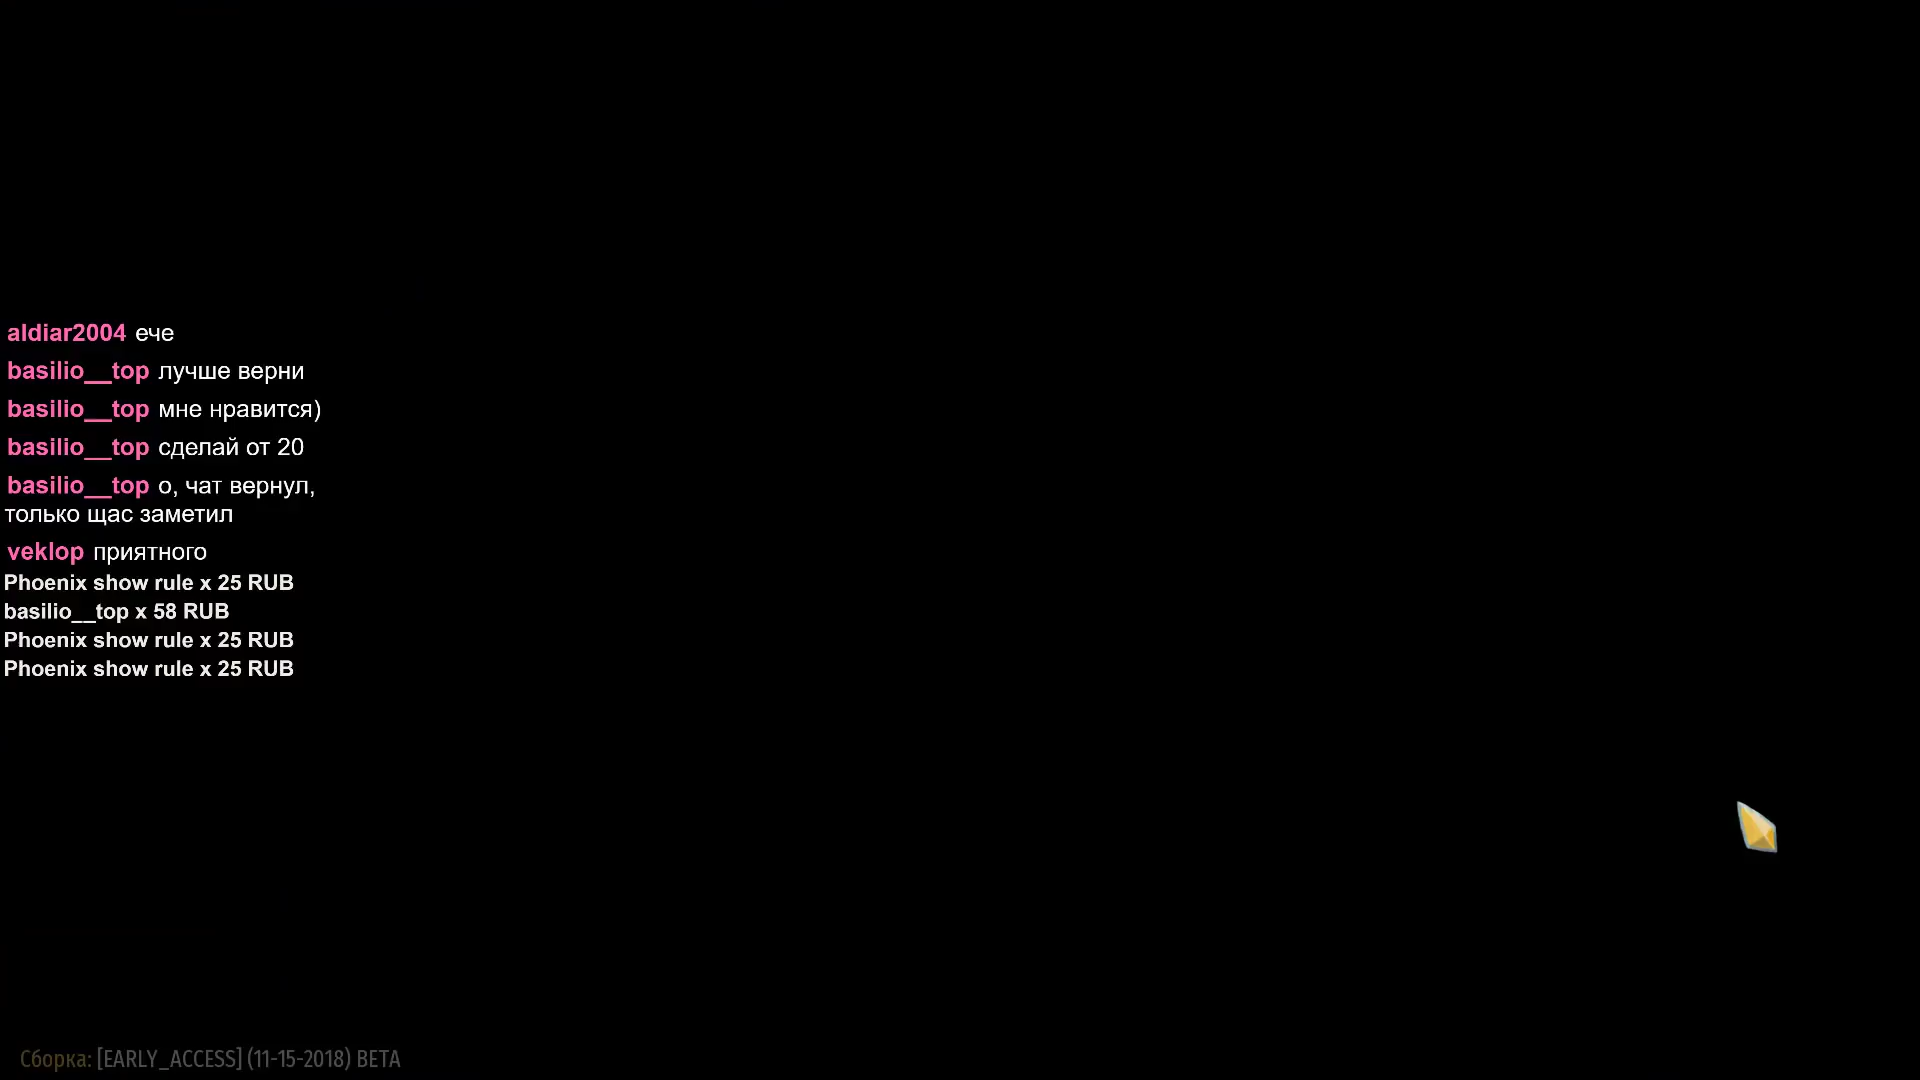 aldiar2004 ече
basilio__top лучше верни
basilio__top мне нравится)
basilio__top сделай от 20
basilio__top о, чат вернул,
только щас заметил
veklop приятного
Phoenix show rule x 25 RUB
basilio__top x 58 RUB
Phoenix show rule x 25 RUB
Phoenix show rule x 25 RUB
Сборка: [EARLY_ACCESS] (11-15-2018) BETA